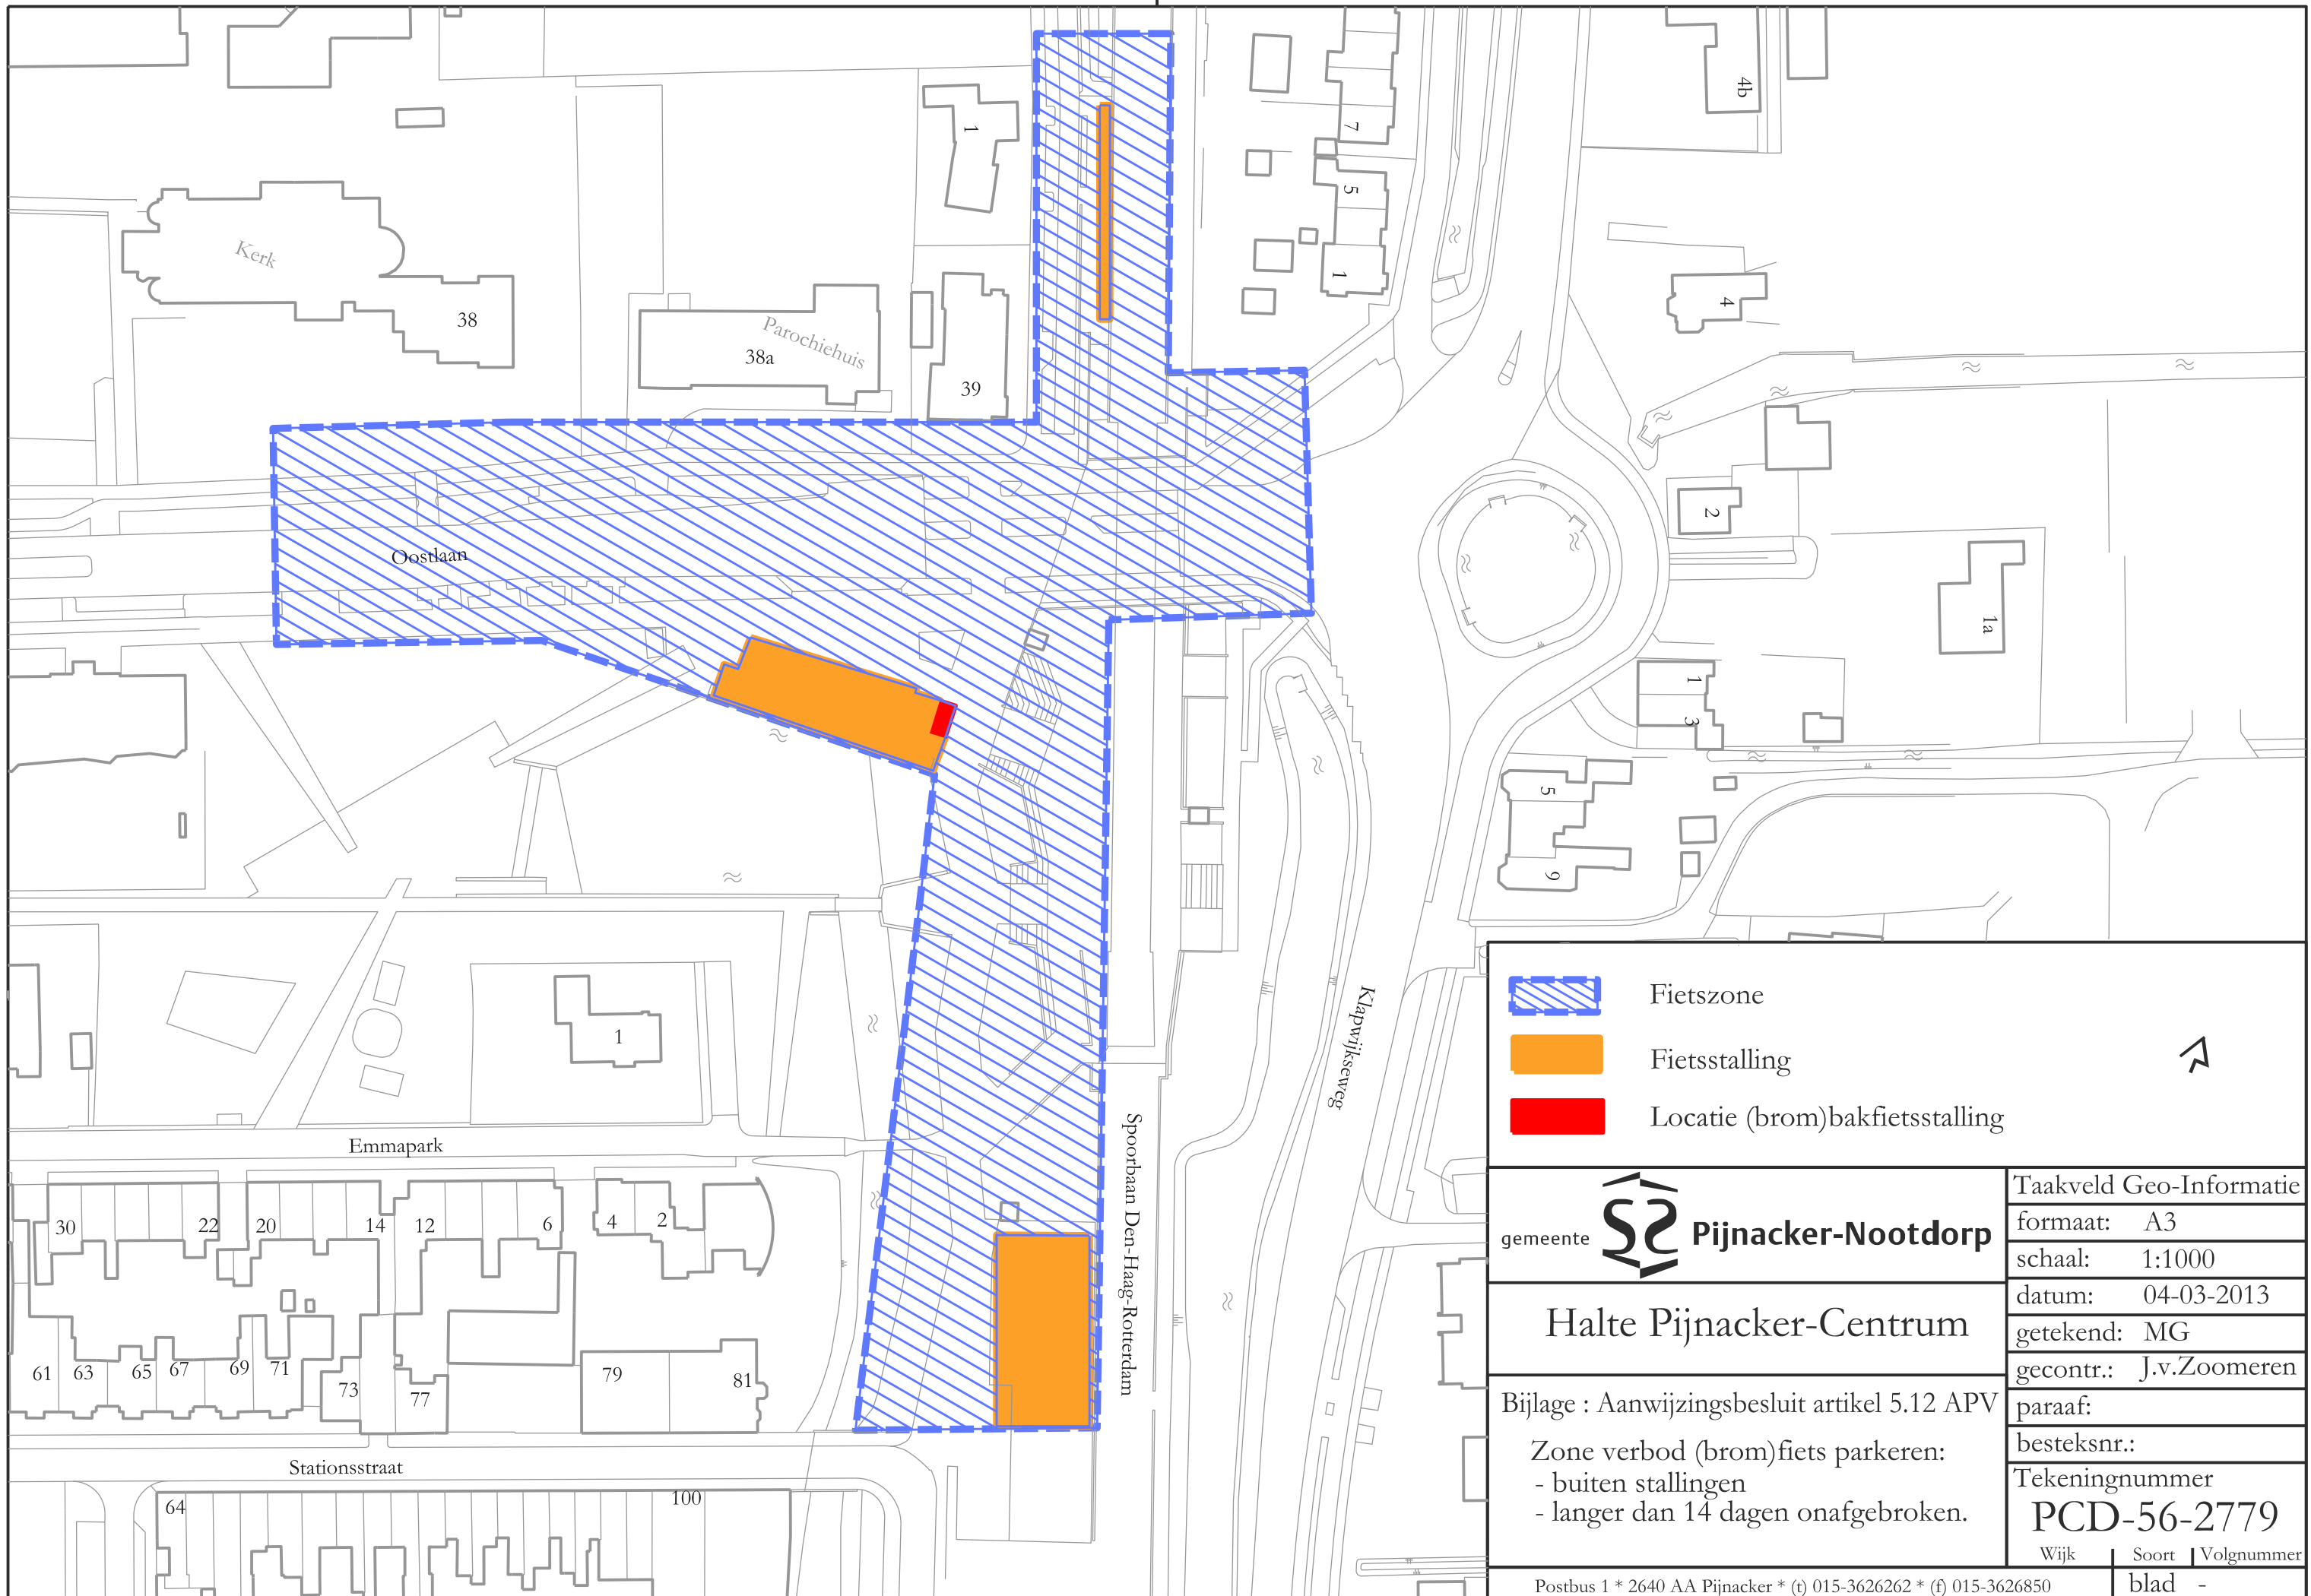 4b
1
7
5
1
Kerk
38
Parochiehuis
38a
39
4
Oostlaan
2
1a
1
3
5
9
1
Klapwijkseweg
Emmapark
Spoorbaan Den-Haag-Rotterdam
30
22
20
14
12
6
4
2
61
63
65
67
69
71
73
77
79
81
Stationsstraat
64
100
Fietszone
Fietsstalling
Locatie (brom)bakfietsstalling
gemeente Pijnacker-Nootdorp
Halte Pijnacker-Centrum
Bijlage : Aanwijzingsbesluit artikel 5.12 APV
Zone verbod (brom)fiets parkeren:
- buiten stallingen
- langer dan 14 dagen onafgebroken.
Taakveld Geo-Informatie
formaat: A3
schaal: 1:1000
datum: 04-03-2013
getekend: MG
gecontr.: J.v.Zoomeren
paraaf:
besteksnr.:
Tekeningnummer
PCD-56-2779
Wijk Soort Volgnummer
blad -
Postbus 1 * 2640 AA Pijnacker * (t) 015-3626262 * (f) 015-3626850